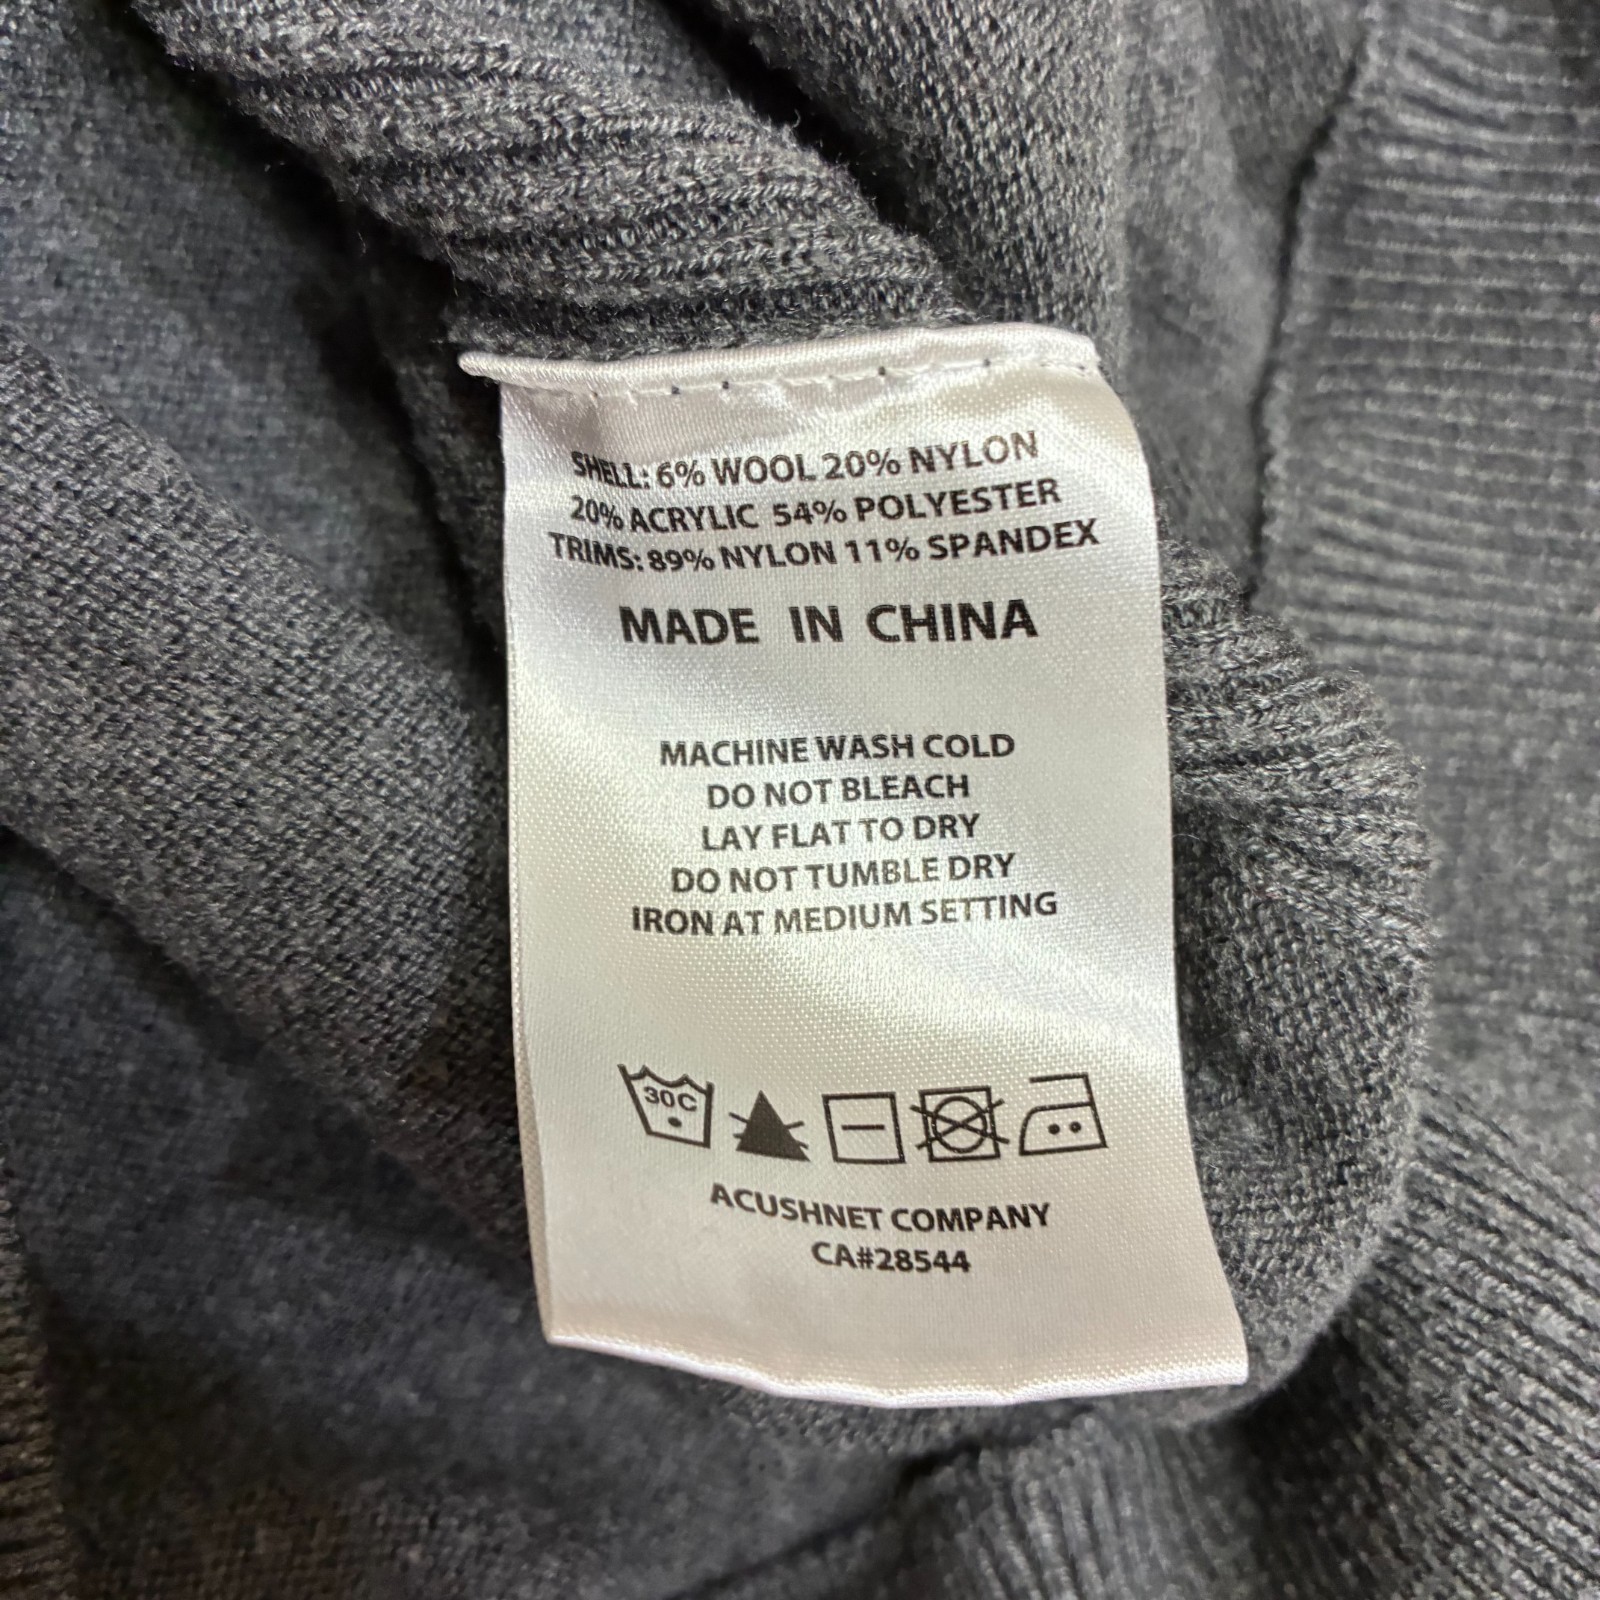 SHELL: 6% WOOL 20% NYLON
20% ACRYLIC 54% POLYESTER
TRIMS: 89% NYLON 11% SPANDEX
MADE IN CHINA
MACHINE WASH COLD
DO NOT BLEACH
LAY FLAT TO DRY
DO NOT TUMBLE DRY
IRON AT MEDIUM SETTING
30C
ACUSHNET COMPANY
CA#28544